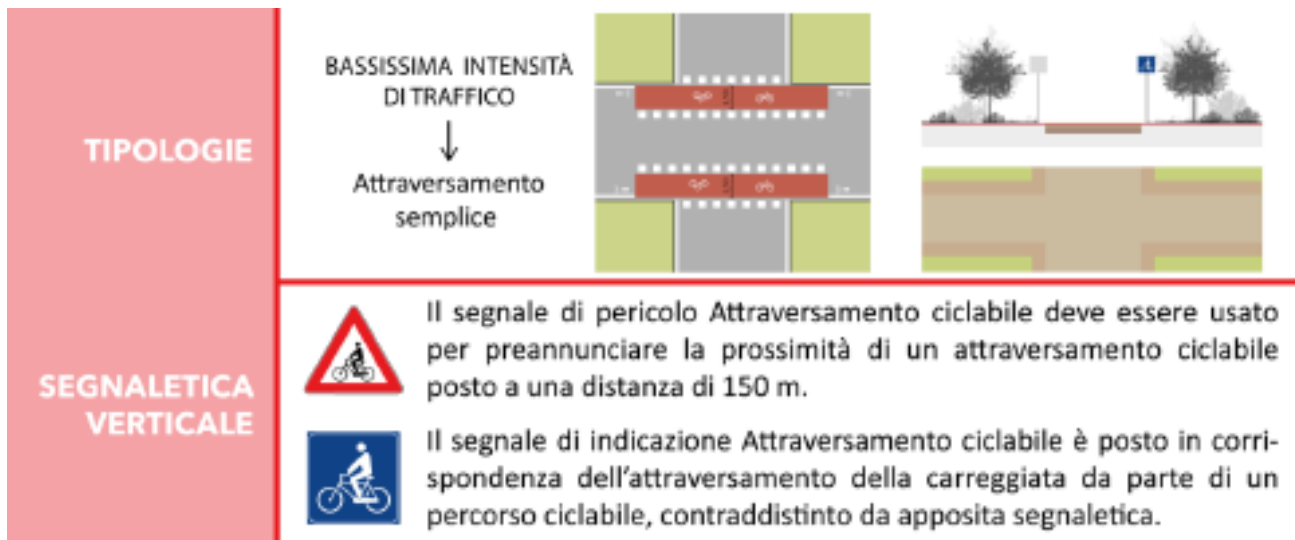 TIPOLOGIE
BASSISSIMA INTENSITÀ
DI TRAFFICO
Attraversamento
semplice
SEGNALETICA
VERTICALE
Il segnale di pericolo Attraversamento ciclabile deve essere usato
per preannunciare la prossimità di un attraversamento ciclabile
posto a una distanza di 150 m.
Il segnale di indicazione Attraversamento ciclabile è posto in corri-
spondenza dell'attraversamento della carreggiata da parte di un
percorso ciclabile, contraddistinto da apposita segnaletica.